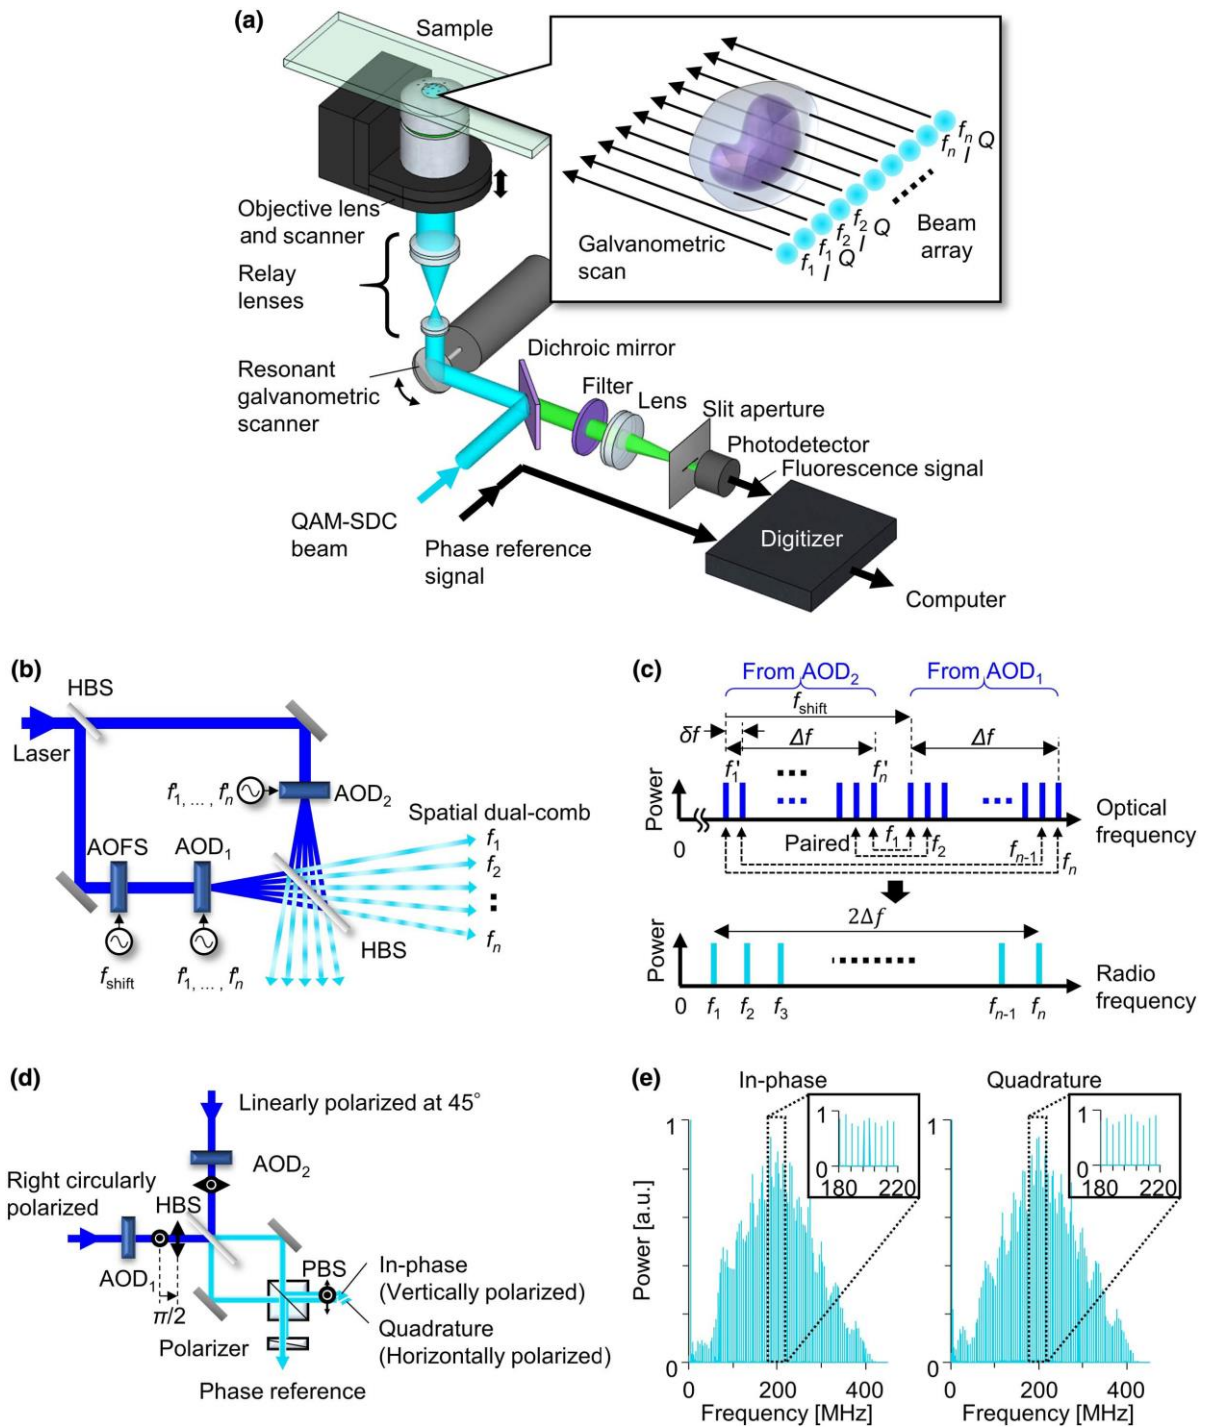 (a)
Sample
Objective lens
and scanner
Relay
lenses
Resonant
galvanometric
scanner
Galvanometric
scan
Beam
array
f₁ I
f₁ Q
f₂ I
f₂ Q
fₙ I
fₙ Q
Dichroic mirror
Filter
Lens
Slit aperture
Photodetector
Fluorescence signal
QAM-SDC
beam
Phase reference
signal
Digitizer
Computer
(b)
HBS
Laser
f'₁, ... , f'ₙ
AOD₂
Spatial dual-comb
AOFS
AOD₁
f₁
f₂
fₙ
HBS
f_shift
f'₁, ... , f'ₙ
(c)
From AOD₂
From AOD₁
f_shift
δf
Δf
Δf
f₁'
fₙ'
Power
0
Paired
f₁
f₂
fₙ₋₁
fₙ
Optical
frequency
2Δf
Power
0
f₁
f₂
f₃
fₙ₋₁
fₙ
Radio
frequency
(d)
Linearly polarized at 45°
AOD₂
Right circularly
polarized
HBS
AOD₁
π/2
PBS
In-phase
(Vertically polarized)
Polarizer
Quadrature
(Horizontally polarized)
Phase reference
(e)
In-phase
Quadrature
1
0
180
220
1
0
180
220
Power [a.u.]
1
0
0
200
400
Frequency [MHz]
1
0
0
200
400
Frequency [MHz]